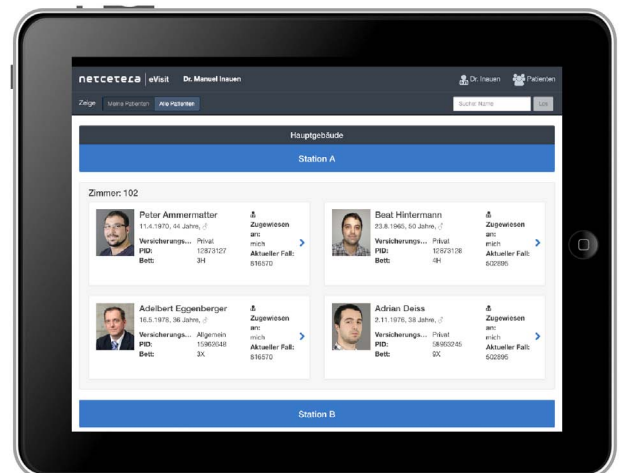 netcetera eVisit Dr. Manuel Insuen Dr. Insuen Patienten
Zeige Meine Patienten Alle Patienten Suche: Name Los
Hauptgebäude
Station A
Zimmer: 102
Peter Ammermatter
11.4.1970, 44 Jahre, ♂
Versicherungs... Privat
PID: 12873127
Bett: 3H
Zugewiesen
an:
mich
Aktueller Fall:
816570
Beat Hintermann
23.8.1965, 50 Jahre, ♂
Versicherungs... Privat
PID: 12873128
Bett: 4H
Zugewiesen
an:
mich
Aktueller Fall:
602895
Adelbert Eggenberger
16.5.1978, 36 Jahre, ♂
Versicherungs... Allgemein
PID: 15962648
Bett: 3X
Zugewiesen
an:
mich
Aktueller Fall:
816570
Adrian Deiss
2.11.1976, 38 Jahre, ♂
Versicherungs... Privat
PID: 58963245
Bett: 9X
Zugewiesen
an:
mich
Aktueller Fall:
602895
Station B